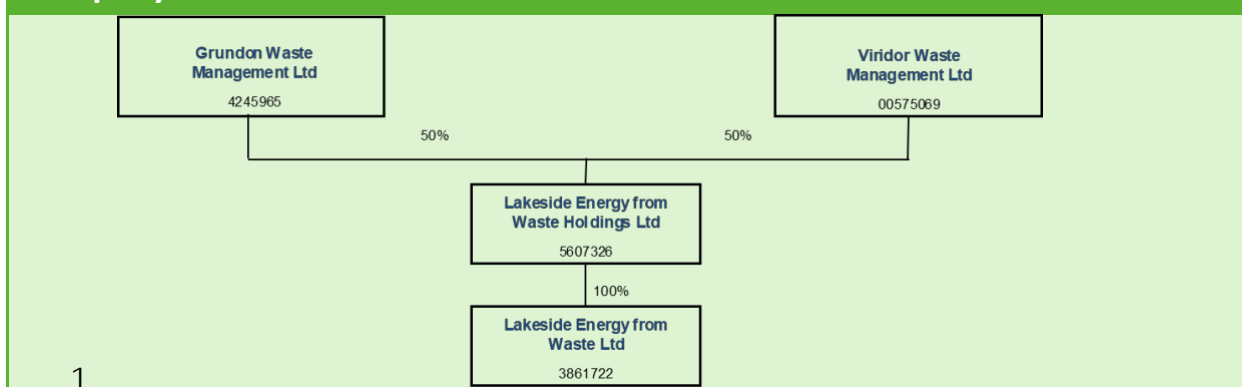 Grundon Waste
Management Ltd
4245965
Viridor Waste
Management Ltd
00575069
50%
50%
Lakeside Energy from
Waste Holdings Ltd
5607326
100%
Lakeside Energy from
Waste Ltd
3861722
1